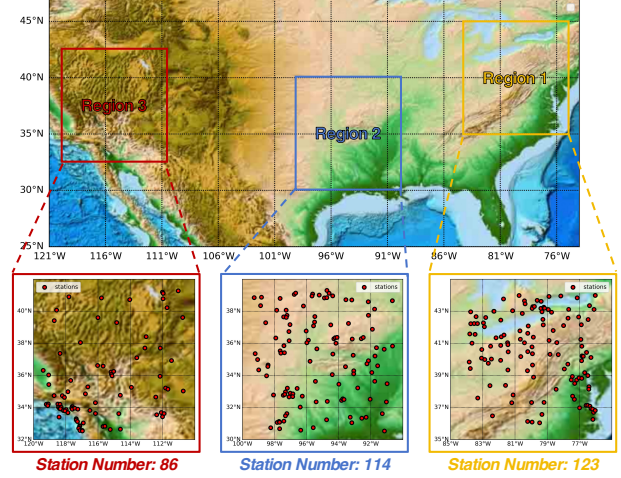 45°N
40°N
35°N
30°N
25°N
121°W 116°W 111°W 106°W 101°W 96°W 91°W 86°W 81°W 76°W
Region 1
Region 3
Region 2
stations
40°N
38°N
36°N
34°N
32°N
120°W 118°W 116°W 114°W 112°W
stations
38°N
36°N
34°N
32°N
30°N
100°W 98°W 96°W 94°W 92°W
stations
43°N
41°N
39°N
37°N
35°N
85°W 83°W 81°W 79°W 77°W
Station Number: 86
Station Number: 114
Station Number: 123